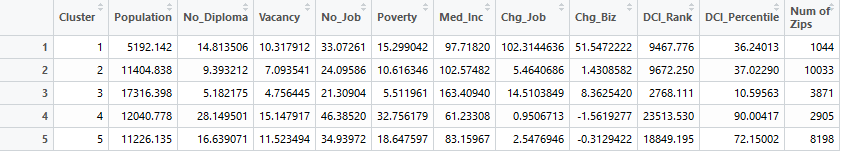 Cluster Population No_Diploma Vacancy No_Job Poverty Med_Inc Chg_Job Chg_Biz DCI_Rank DCI_Percentile Num of Zips
1 1 5192.142 14.813506 10.317912 33.07261 15.299042 97.71820 102.3144636 51.5472222 9467.776 36.24013 1044
2 2 11404.838 9.393212 7.093541 24.09586 10.616346 102.57482 5.4640686 1.4308582 9672.250 37.02290 10033
3 3 17316.398 5.182175 4.756445 21.30904 5.511961 163.40940 14.5103849 8.3625420 2768.111 10.59563 3871
4 4 12040.778 28.149501 15.147917 46.38520 32.756179 61.23308 0.9506713 -1.5619277 23513.530 90.00417 2905
5 5 11226.135 16.639071 11.523494 34.93972 18.647597 83.15967 2.5476946 -0.3129422 18849.195 72.15002 8198